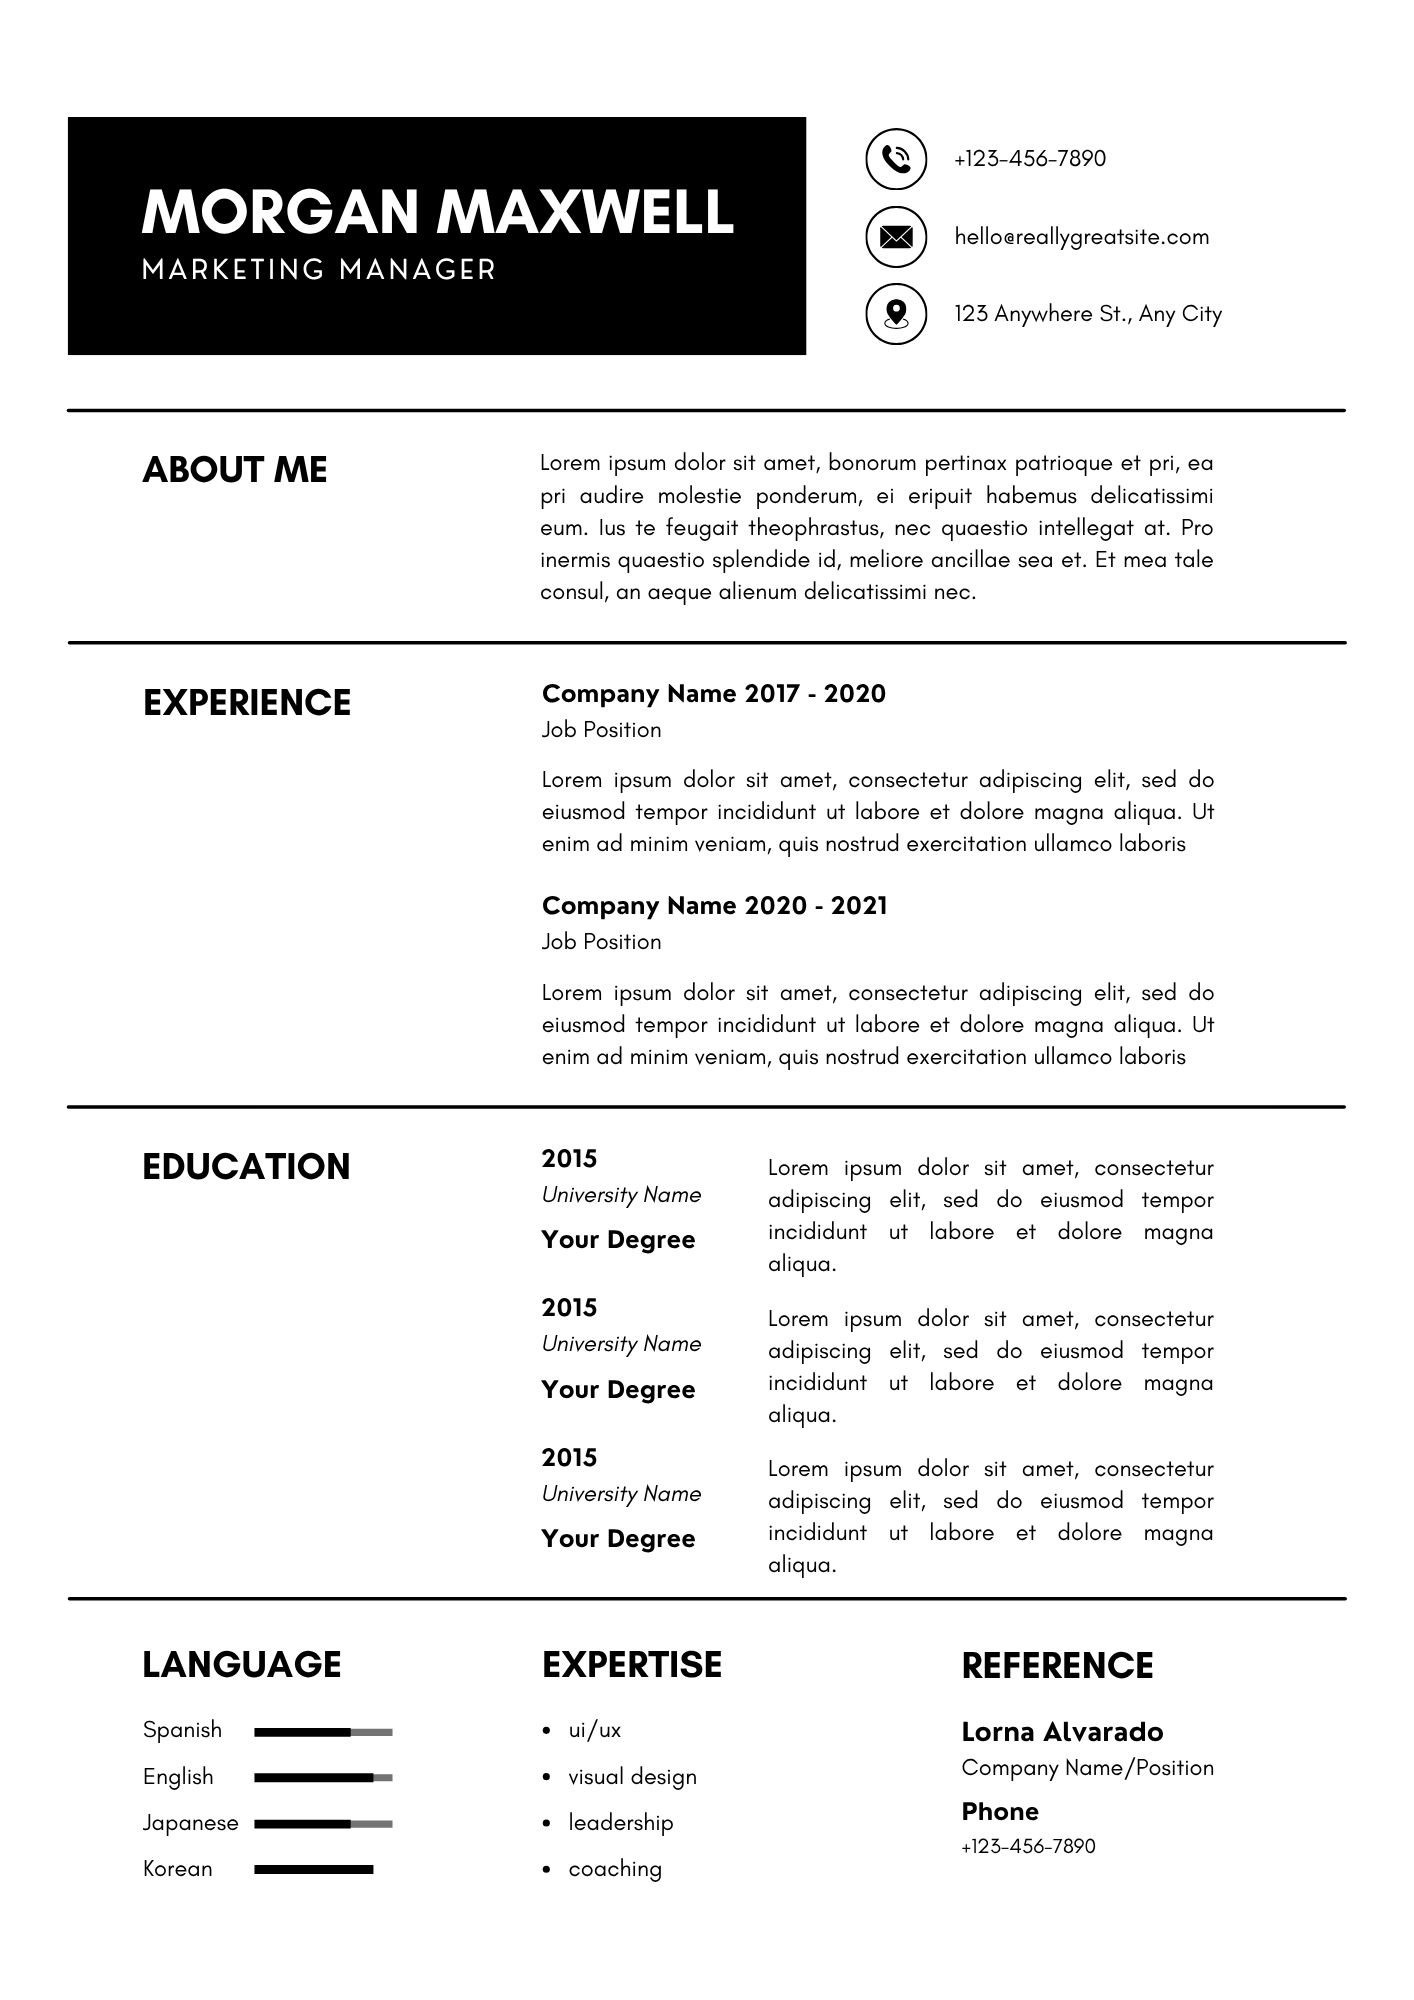 MORGAN MAXWELL
MARKETING MANAGER
+123-456-7890
hello@reallygreatsite.com
123 Anywhere St., Any City
ABOUT ME
Lorem ipsum dolor sit amet, bonorum pertinax patrioque et pri, ea
pri audire molestie ponderum, ei eripuit habemus delicatissimi
eum. Ius te feugait theophrastus, nec quaestio intellegat at. Pro
inermis quaestio splendide id, meliore ancillae sea et. Et mea tale
consul, an aeque alienum delicatissimi nec.
EXPERIENCE
Company Name 2017 - 2020
Job Position
Lorem ipsum dolor sit amet, consectetur adipiscing elit, sed do
eiusmod tempor incididunt ut labore et dolore magna aliqua. Ut
enim ad minim veniam, quis nostrud exercitation ullamco laboris
Company Name 2020 - 2021
Job Position
Lorem ipsum dolor sit amet, consectetur adipiscing elit, sed do
eiusmod tempor incididunt ut labore et dolore magna aliqua. Ut
enim ad minim veniam, quis nostrud exercitation ullamco laboris
EDUCATION
2015
University Name
Your Degree
Lorem ipsum dolor sit amet, consectetur
adipiscing elit, sed do eiusmod tempor
incididunt ut labore et dolore magna
aliqua.
2015
University Name
Your Degree
Lorem ipsum dolor sit amet, consectetur
adipiscing elit, sed do eiusmod tempor
incididunt ut labore et dolore magna
aliqua.
2015
University Name
Your Degree
Lorem ipsum dolor sit amet, consectetur
adipiscing elit, sed do eiusmod tempor
incididunt ut labore et dolore magna
aliqua.
LANGUAGE
Spanish
English
Japanese
Korean
EXPERTISE
• ui/ux
• visual design
• leadership
• coaching
REFERENCE
Lorna Alvarado
Company Name/Position
Phone
+123-456-7890